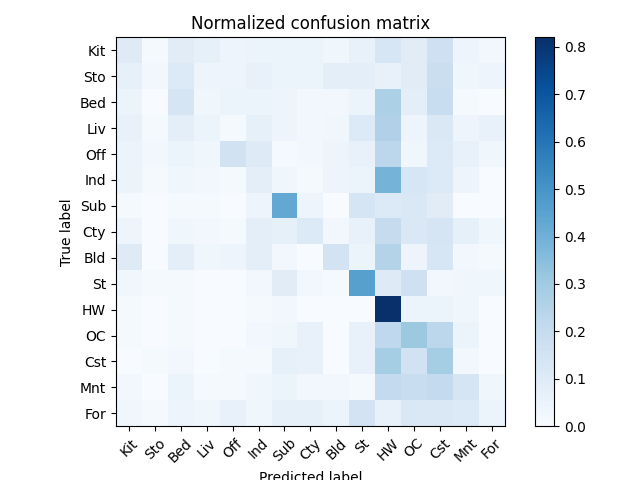 Normalized confusion matrix
True label
Kit
Sto
Bed
Liv
Off
Ind
Sub
Cty
Bld
St
HW
OC
Cst
Mnt
For
Kit Sto Bed Liv Off Ind Sub Cty Bld St HW OC Cst Mnt For
Predicted label
0.8
0.7
0.6
0.5
0.4
0.3
0.2
0.1
0.0